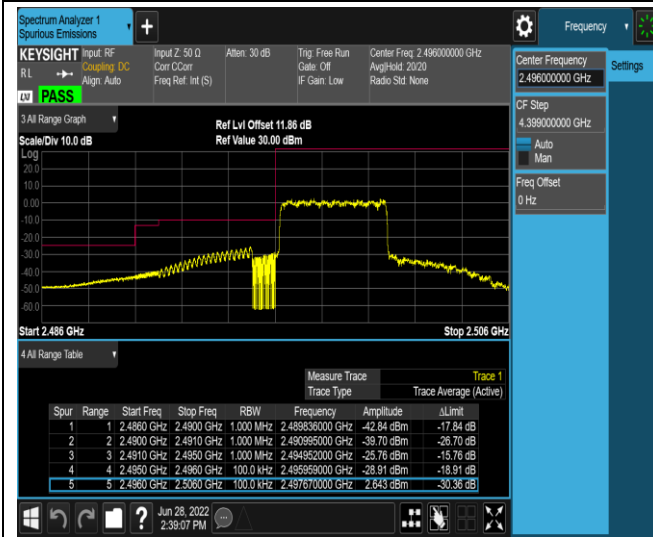 Spectrum Analyzer 1
Spurious Emissions
+
Frequency
KEYSIGHT Input: RF Input Z: 50 Ω Atten: 30 dB Trig: Free Run Center Freq: 2.496000000 GHz
RL Coupling: DC Corr CCorr Gate: Off Avg|Hold: 20/20
Align: Auto Freq Ref: Int (S) IF Gain: Low Radio Std: None
LXI PASS
Center Frequency
2.496000000 GHz
Settings
CF Step
4.399000000 GHz
Auto
Man
Freq Offset
0 Hz
3 All Range Graph
Ref Lvl Offset 11.86 dB
Scale/Div 10.0 dB Ref Value 30.00 dBm
Log
20.0
10.0
0.00
-10.0
-20.0
-30.0
-40.0
-50.0
-60.0
Start 2.486 GHz Stop 2.506 GHz
4 All Range Table
Measure Trace Trace 1
Trace Type Trace Average (Active)
Spur Range Start Freq Stop Freq RBW Frequency Amplitude ΔLimit
1 1 2.4860 GHz 2.4900 GHz 1.000 MHz 2.489836000 GHz -42.84 dBm -17.84 dB
2 2 2.4900 GHz 2.4910 GHz 1.000 MHz 2.490995000 GHz -39.70 dBm -26.70 dB
3 3 2.4910 GHz 2.4950 GHz 1.000 MHz 2.494952000 GHz -25.76 dBm -15.76 dB
4 4 2.4950 GHz 2.4960 GHz 100.0 kHz 2.495959000 GHz -28.91 dBm -18.91 dB
5 5 2.4960 GHz 2.5060 GHz 100.0 kHz 2.497670000 GHz 2.643 dBm -30.36 dB
? Jun 28, 2022
2:39:07 PM